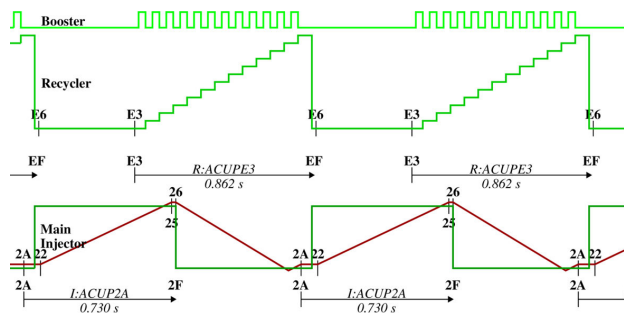 Booster
Recycler
E6 E3 E6 E3 E6
EF E3 R:ACUPE3 EF E3 R:ACUPE3 EF
0.862 s 0.862 s
26 26
Main 25 25
Injector
2A 22 2A 22 2A 22
2A I:ACUP2A 2F 2A I:ACUP2A 2F 2A
0.730 s 0.730 s